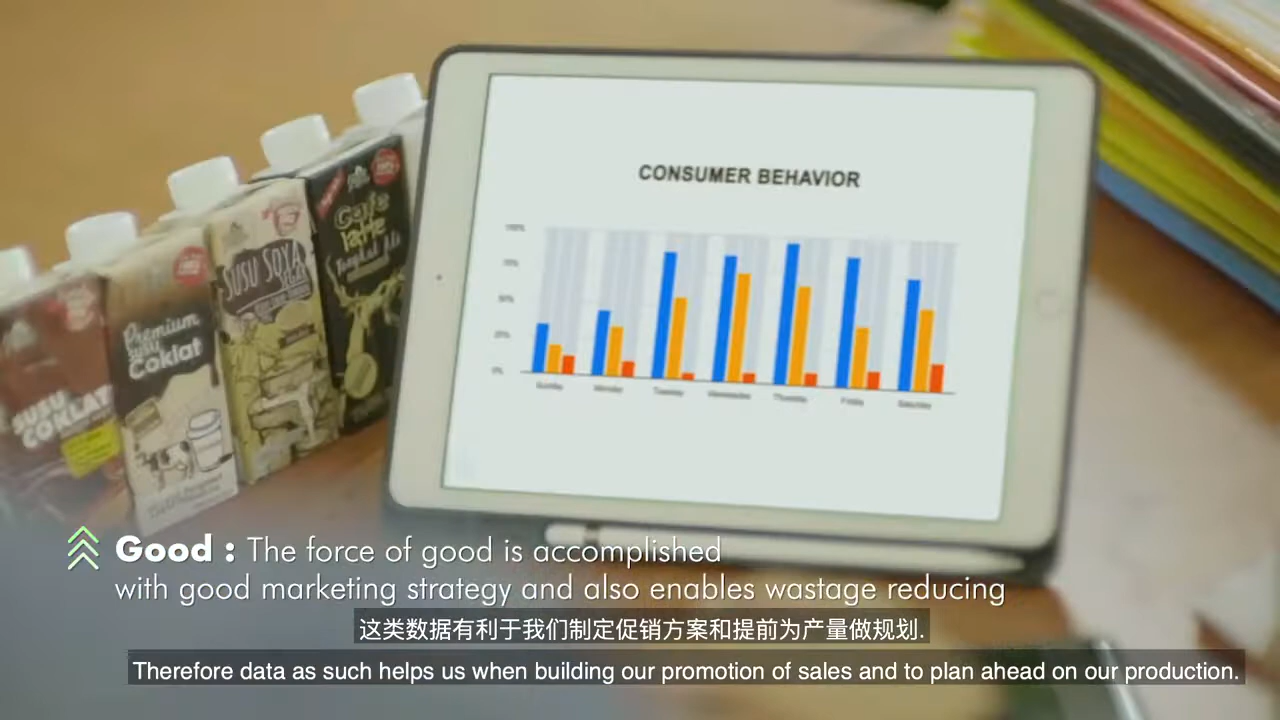 CONSUMER BEHAVIOR
Cafe
latte
Tongkat Ali
SUSU SOYA
Premium
SUSU
Coklat
SUSU
COKLAT
Good : The force of good is accomplished
with good marketing strategy and also enables wastage reducing
这类数据有利于我们制定促销方案和提前为产量做规划.
Therefore data as such helps us when building our promotion of sales and to plan ahead on our production.